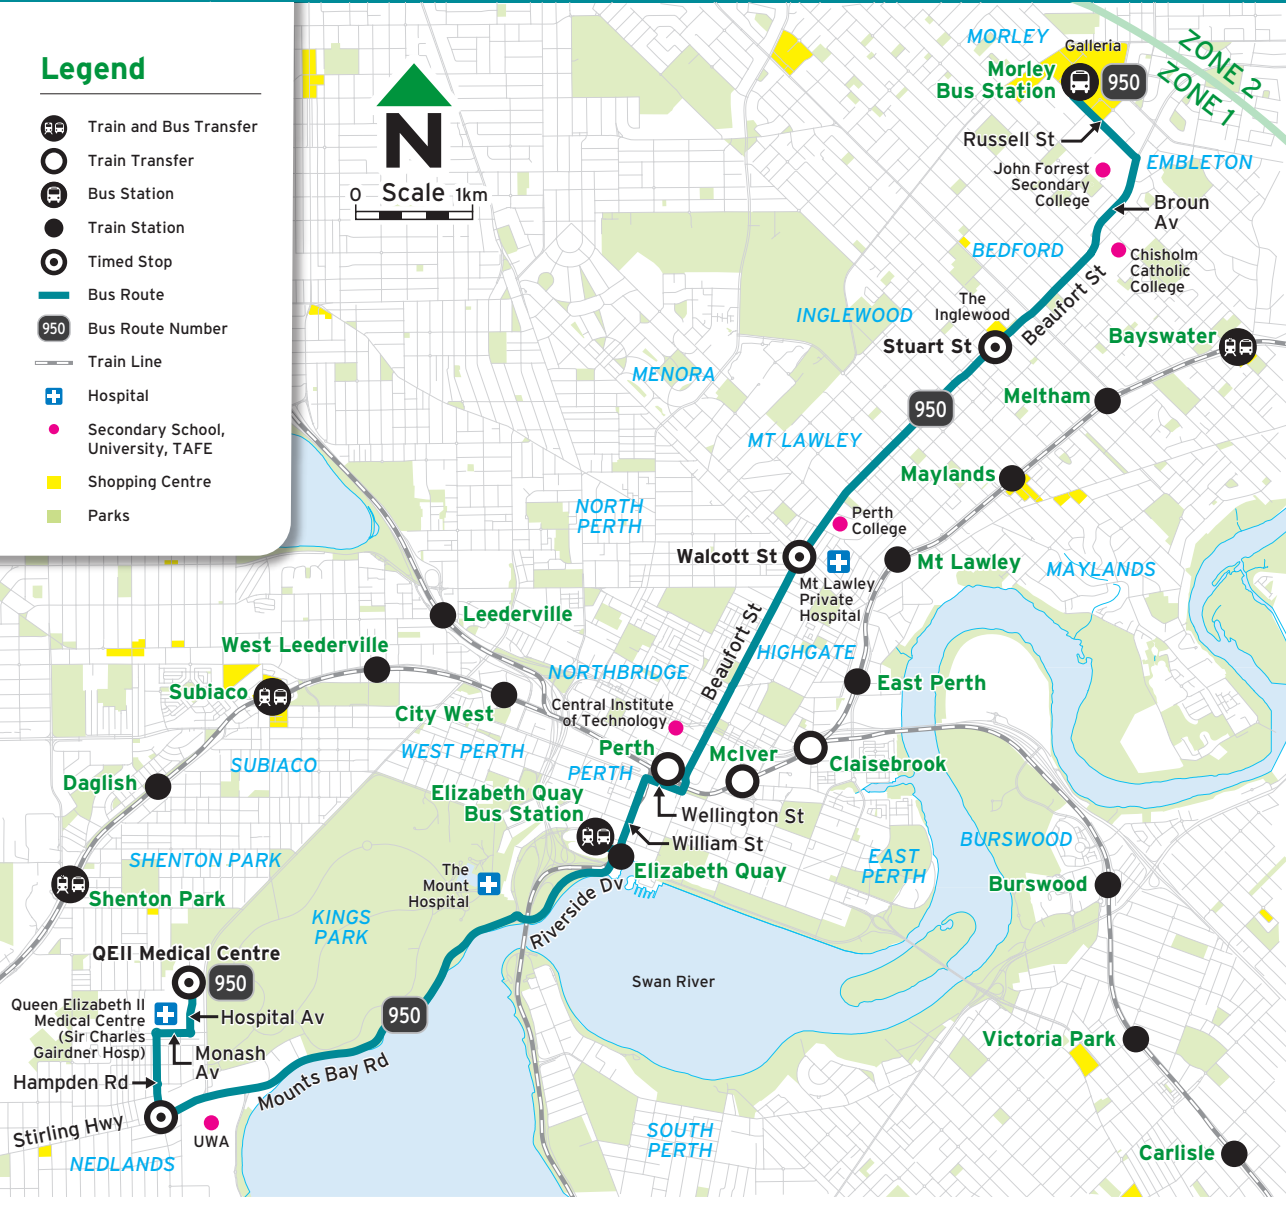 Legend
Train and Bus Transfer
Train Transfer
Bus Station
Train Station
Timed Stop
Bus Route
950
Bus Route Number
Train Line
Hospital
Secondary School,
University, TAFE
Shopping Centre
Parks
N
0 Scale 1km
MORLEY
Galleria
Morley
Bus Station
950
ZONE 2
ZONE 1
Russell St
EMBLETON
John Forrest
Secondary
College
Broun
Av
BEDFORD
Chisholm
Catholic
College
Beaufort St
The
Inglewood
INGLEWOOD
Stuart St
Bayswater
MENORA
Meltham
950
MT LAWLEY
Maylands
NORTH
PERTH
Perth
College
Walcott St
Mt Lawley
Private
Hospital
Mt Lawley
MAYLANDS
Leederville
West Leederville
Beaufort St
HIGHGATE
NORTHBRIDGE
East Perth
Subiaco
City West
Central Institute
of Technology
WEST PERTH
Perth
McIver
Claisebrook
SUBIACO
PERTH
Daglish
Elizabeth Quay
Bus Station
Wellington St
William St
SHENTON PARK
BURSWOOD
EAST
PERTH
The
Mount
Hospital
Elizabeth Quay
Burswood
Shenton Park
Riverside Dv
KINGS
PARK
QEII Medical Centre
950
Swan River
Queen Elizabeth II
Medical Centre
(Sir Charles
Gairdner Hosp)
Hospital Av
950
Monash
Av
Victoria Park
Hampden Rd
Mounts Bay Rd
Stirling Hwy
UWA
SOUTH
PERTH
NEDLANDS
Carlisle